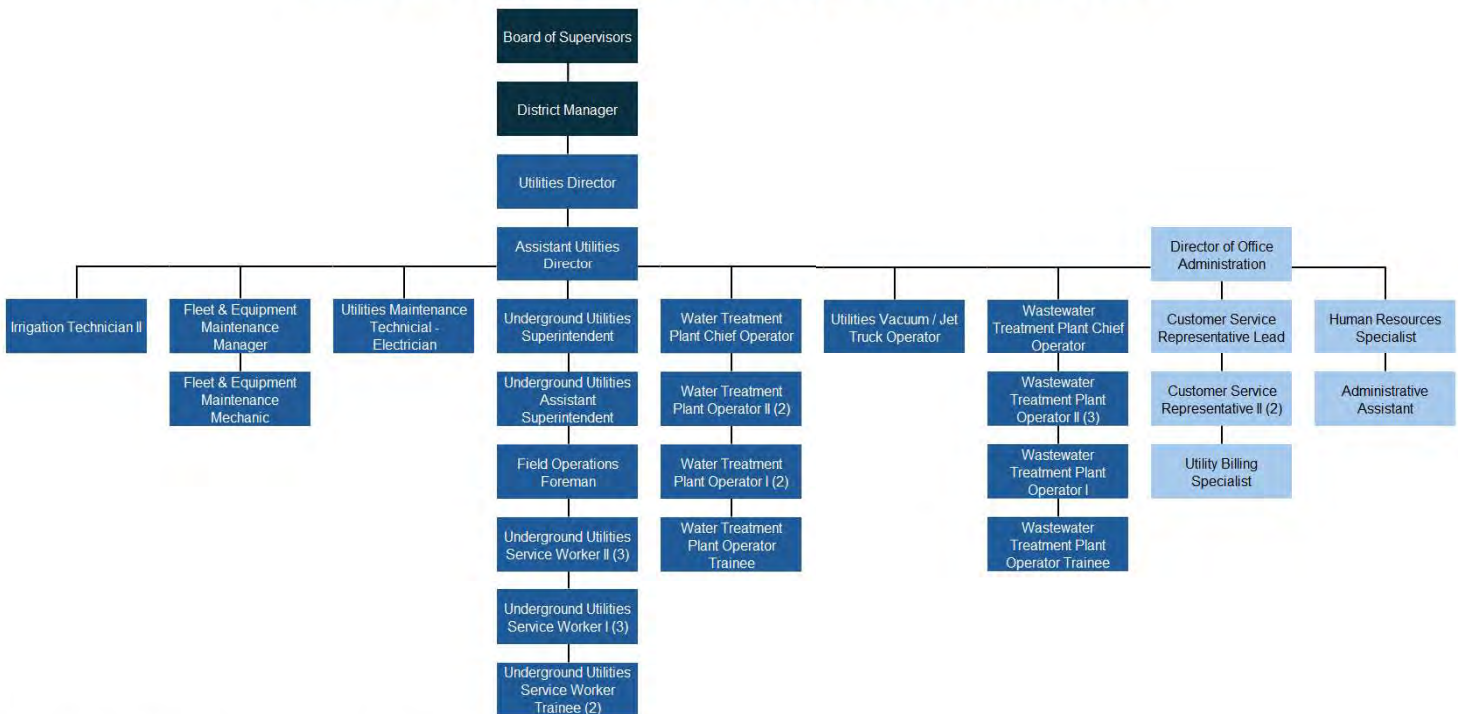 Board of Supervisors
District Manager
Utilities Director
Assistant Utilities
Director
Director of Office
Administration
Irrigation Technician II
Fleet & Equipment
Maintenance
Manager
Utilities Maintenance
Technicial -
Electrician
Underground Utilities
Superintendent
Water Treatment
Plant Chief Operator
Utilities Vacuum / Jet
Truck Operator
Wastewater
Treatment Plant Chief
Operator
Customer Service
Representative Lead
Human Resources
Specialist
Fleet & Equipment
Maintenance
Mechanic
Underground Utilities
Assistant
Superintendent
Water Treatment
Plant Operator II (2)
Wastewater
Treatment Plant
Operator II (3)
Customer Service
Representative II (2)
Administrative
Assistant
Field Operations
Foreman
Water Treatment
Plant Operator I (2)
Wastewater
Treatment Plant
Operator I
Utility Billing
Specialist
Underground Utilities
Service Worker II (3)
Water Treatment
Plant Operator
Trainee
Wastewater
Treatment Plant
Operator Trainee
Underground Utilities
Service Worker I (3)
Underground Utilities
Service Worker
Trainee (2)